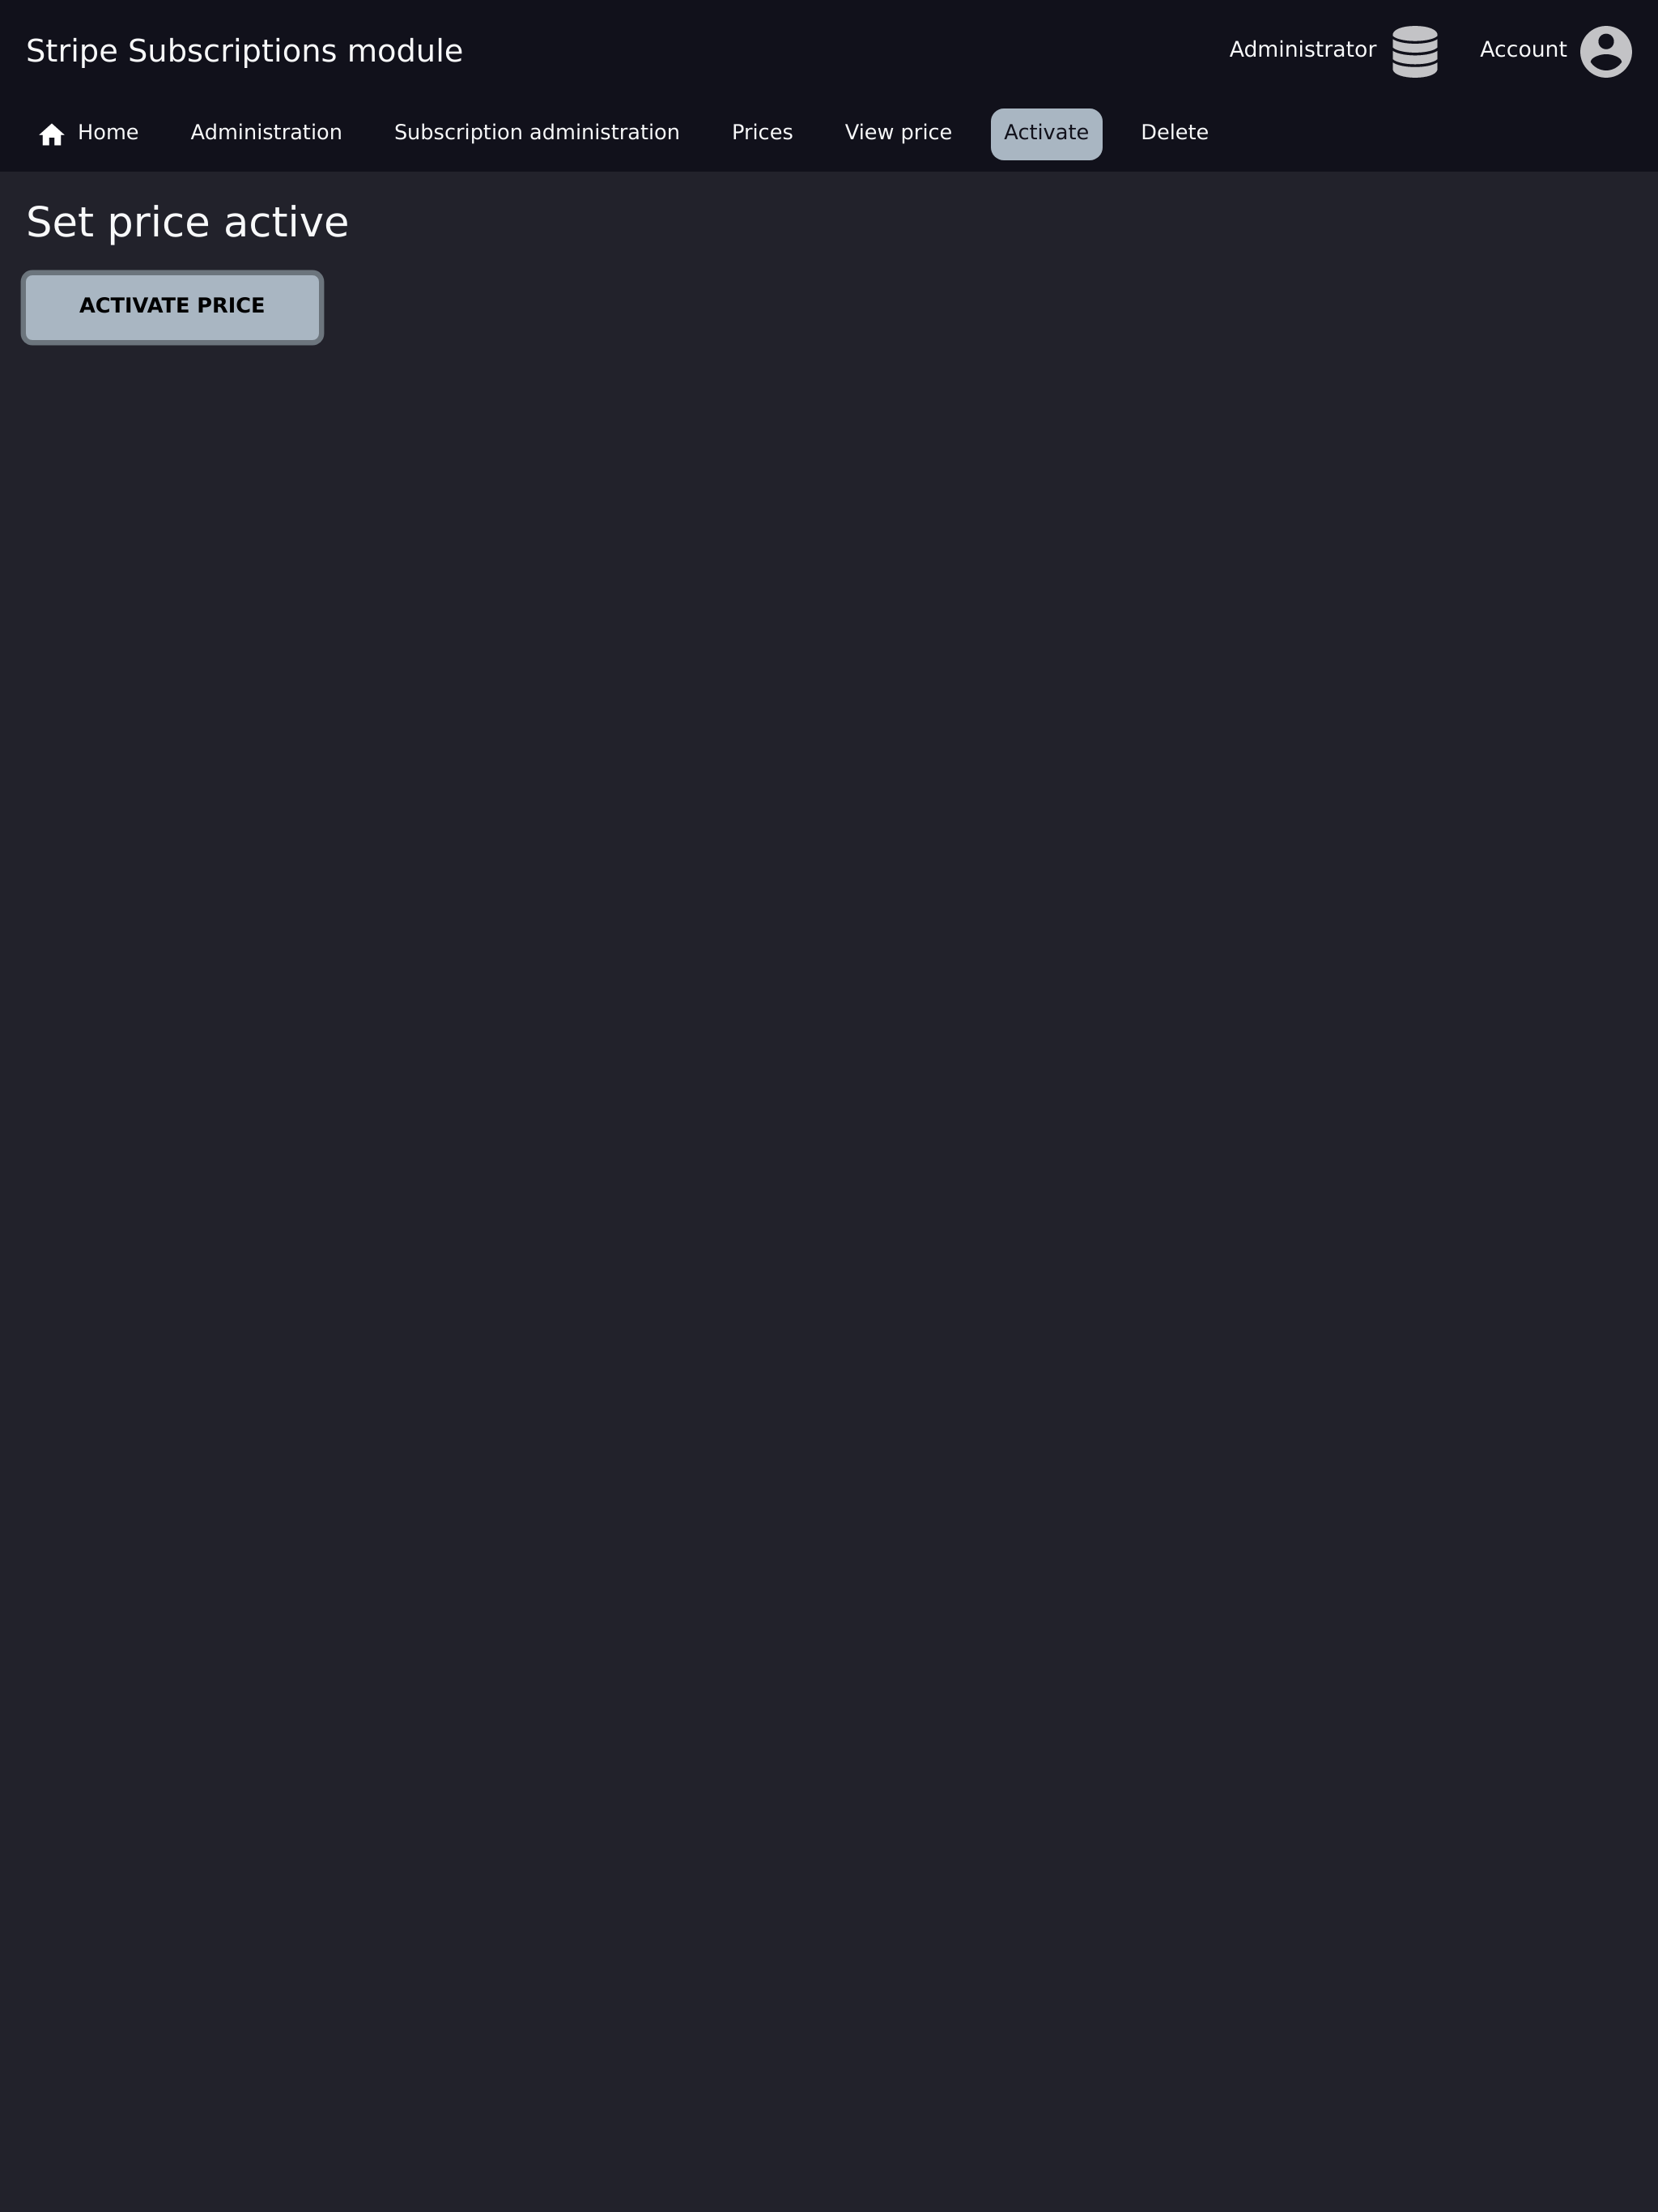 Stripe Subscriptions module
Administrator
Account
Home
Administration
Subscription administration
Prices
View price
Activate
Delete
Set price active
ACTIVATE PRICE